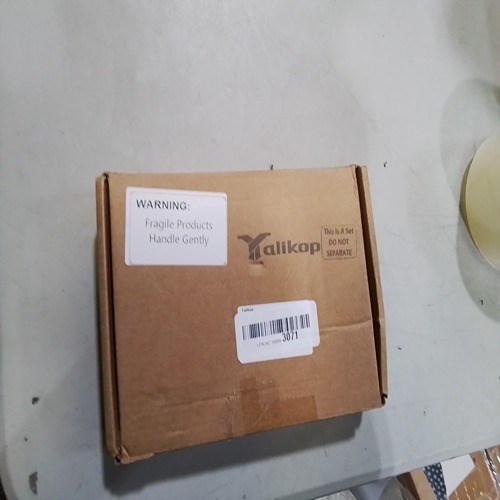 WARNING:
Fragile Products
Handle Gently
Yalikop
This Is A Set
DO NOT
SEPARATE
3071